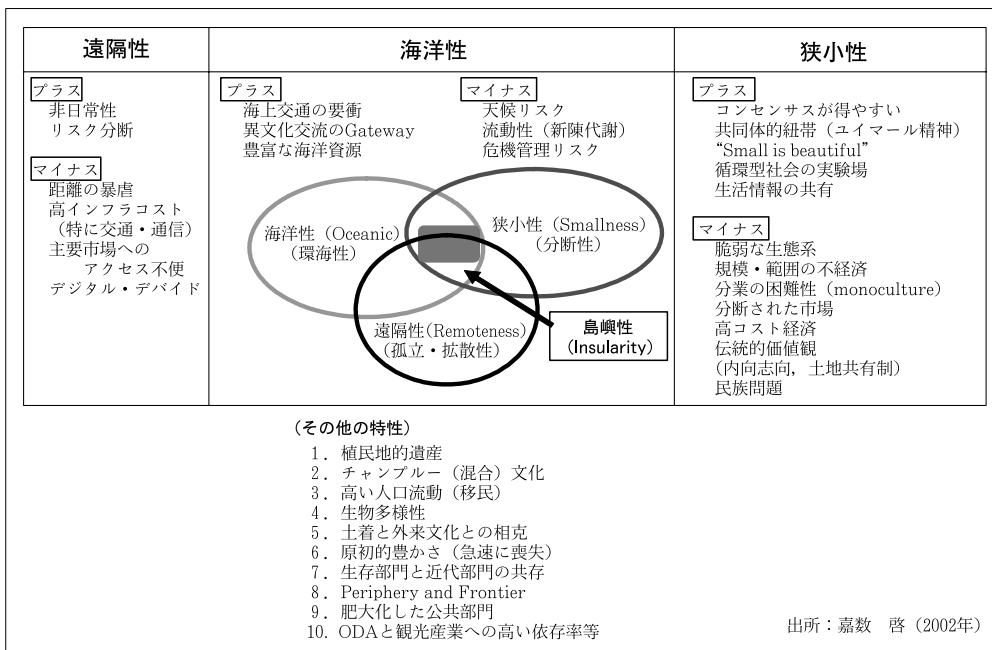 遠隔性
プラス
非日常性
リスク分断
マイナス
距離の暴虐
高インフラコスト
（特に交通・通信）
主要市場への
アクセス不便
デジタル・デバイド
海洋性
プラス
海上交通の要衝
異文化交流のGateway
豊富な海洋資源
マイナス
天候リスク
流動性（新陳代謝）
危機管理リスク
海洋性（Oceanic）
（環海性）
狭小性（Smallness）
（分断性）
遠隔性（Remoteness）
（孤立・拡散性）
島嶼性
（Insularity）
狭小性
プラス
コンセンサスが得やすい
共同体的紐帯（ユイマール精神）
“Small is beautiful”
循環型社会の実験場
生活情報の共有
マイナス
脆弱な生態系
規模・範囲の不経済
分業の困難性（monoculture）
分断された市場
高コスト経済
伝統的価値観
（内向志向，土地共有制）
民族問題
（その他の特性）
1．植民地的遺産
2．チャンプルー（混合）文化
3．高い人口流動（移民）
4．生物多様性
5．土着と外来文化との相克
6．原初的豊かさ（急速に喪失）
7．生存部門と近代部門の共存
8．Periphery and Frontier
9．肥大化した公共部門
10．ODAと観光産業への高い依存率等
出所：嘉数　啓（2002年）